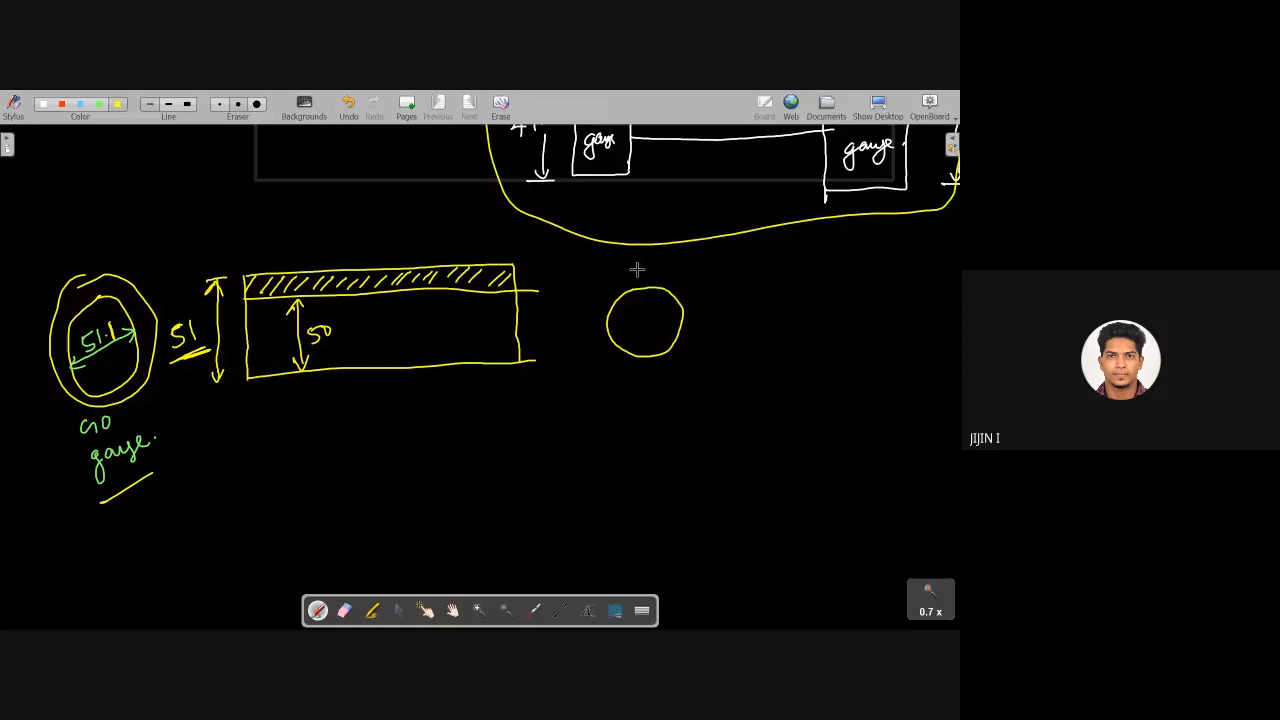 Stylus
Color
Line
Eraser
Backgrounds
Undo
Redo
Pages
Previous
Next
Erase
Board
Web
Documents
Show Desktop
OpenBoard
gauge
gauge
51.1
51
50
GO
gauge.
JIJIN I
0.7 x